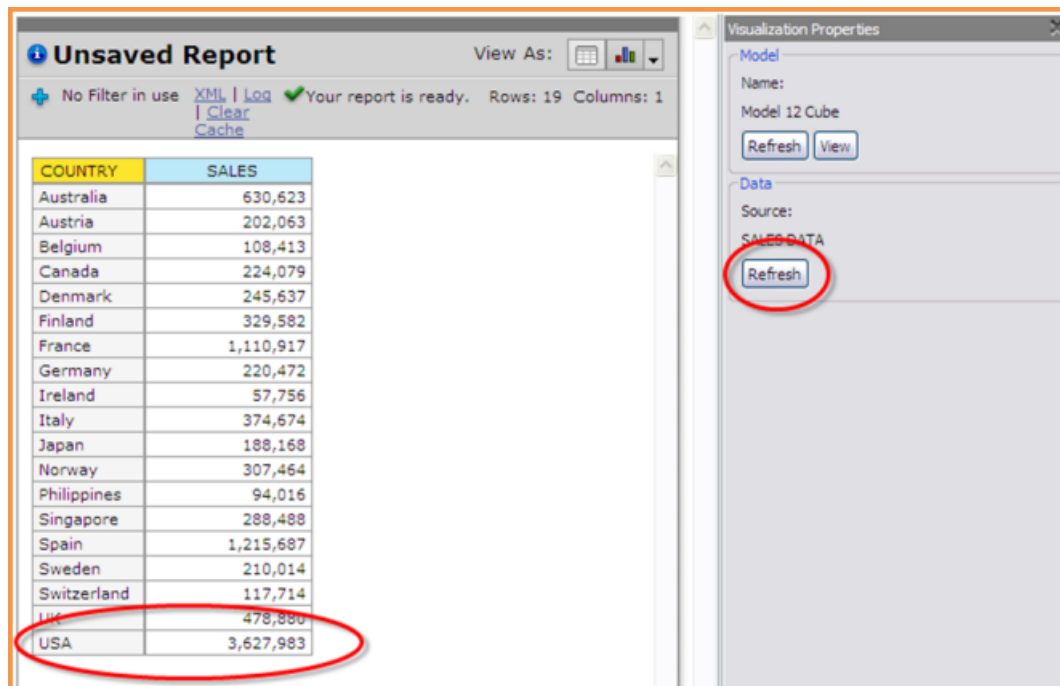 Unsaved Report
View As:
No Filter in use XML | Log ✔Your report is ready. Rows: 19 Columns: 1
| Clear
Cache
COUNTRY SALES
Australia 630,623
Austria 202,063
Belgium 108,413
Canada 224,079
Denmark 245,637
Finland 329,582
France 1,110,917
Germany 220,472
Ireland 57,756
Italy 374,674
Japan 188,168
Norway 307,464
Philippines 94,016
Singapore 288,488
Spain 1,215,687
Sweden 210,014
Switzerland 117,714
UK 478,880
USA 3,627,983
Visualization Properties
Model
Name:
Model 12 Cube
Refresh View
Data
Source:
SALES DATA
Refresh